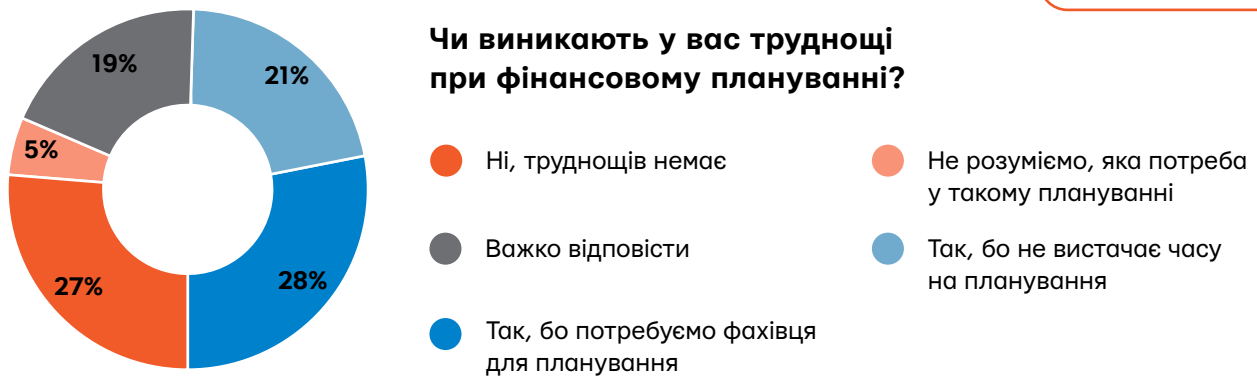 Чи виникають у вас труднощі
при фінансовому плануванні?
19%
21%
5%
27%
28%
Ні, труднощів немає
Важко відповісти
Так, бо потребуємо фахівця
для планування
Не розуміємо, яка потреба
у такому плануванні
Так, бо не вистачає часу
на планування